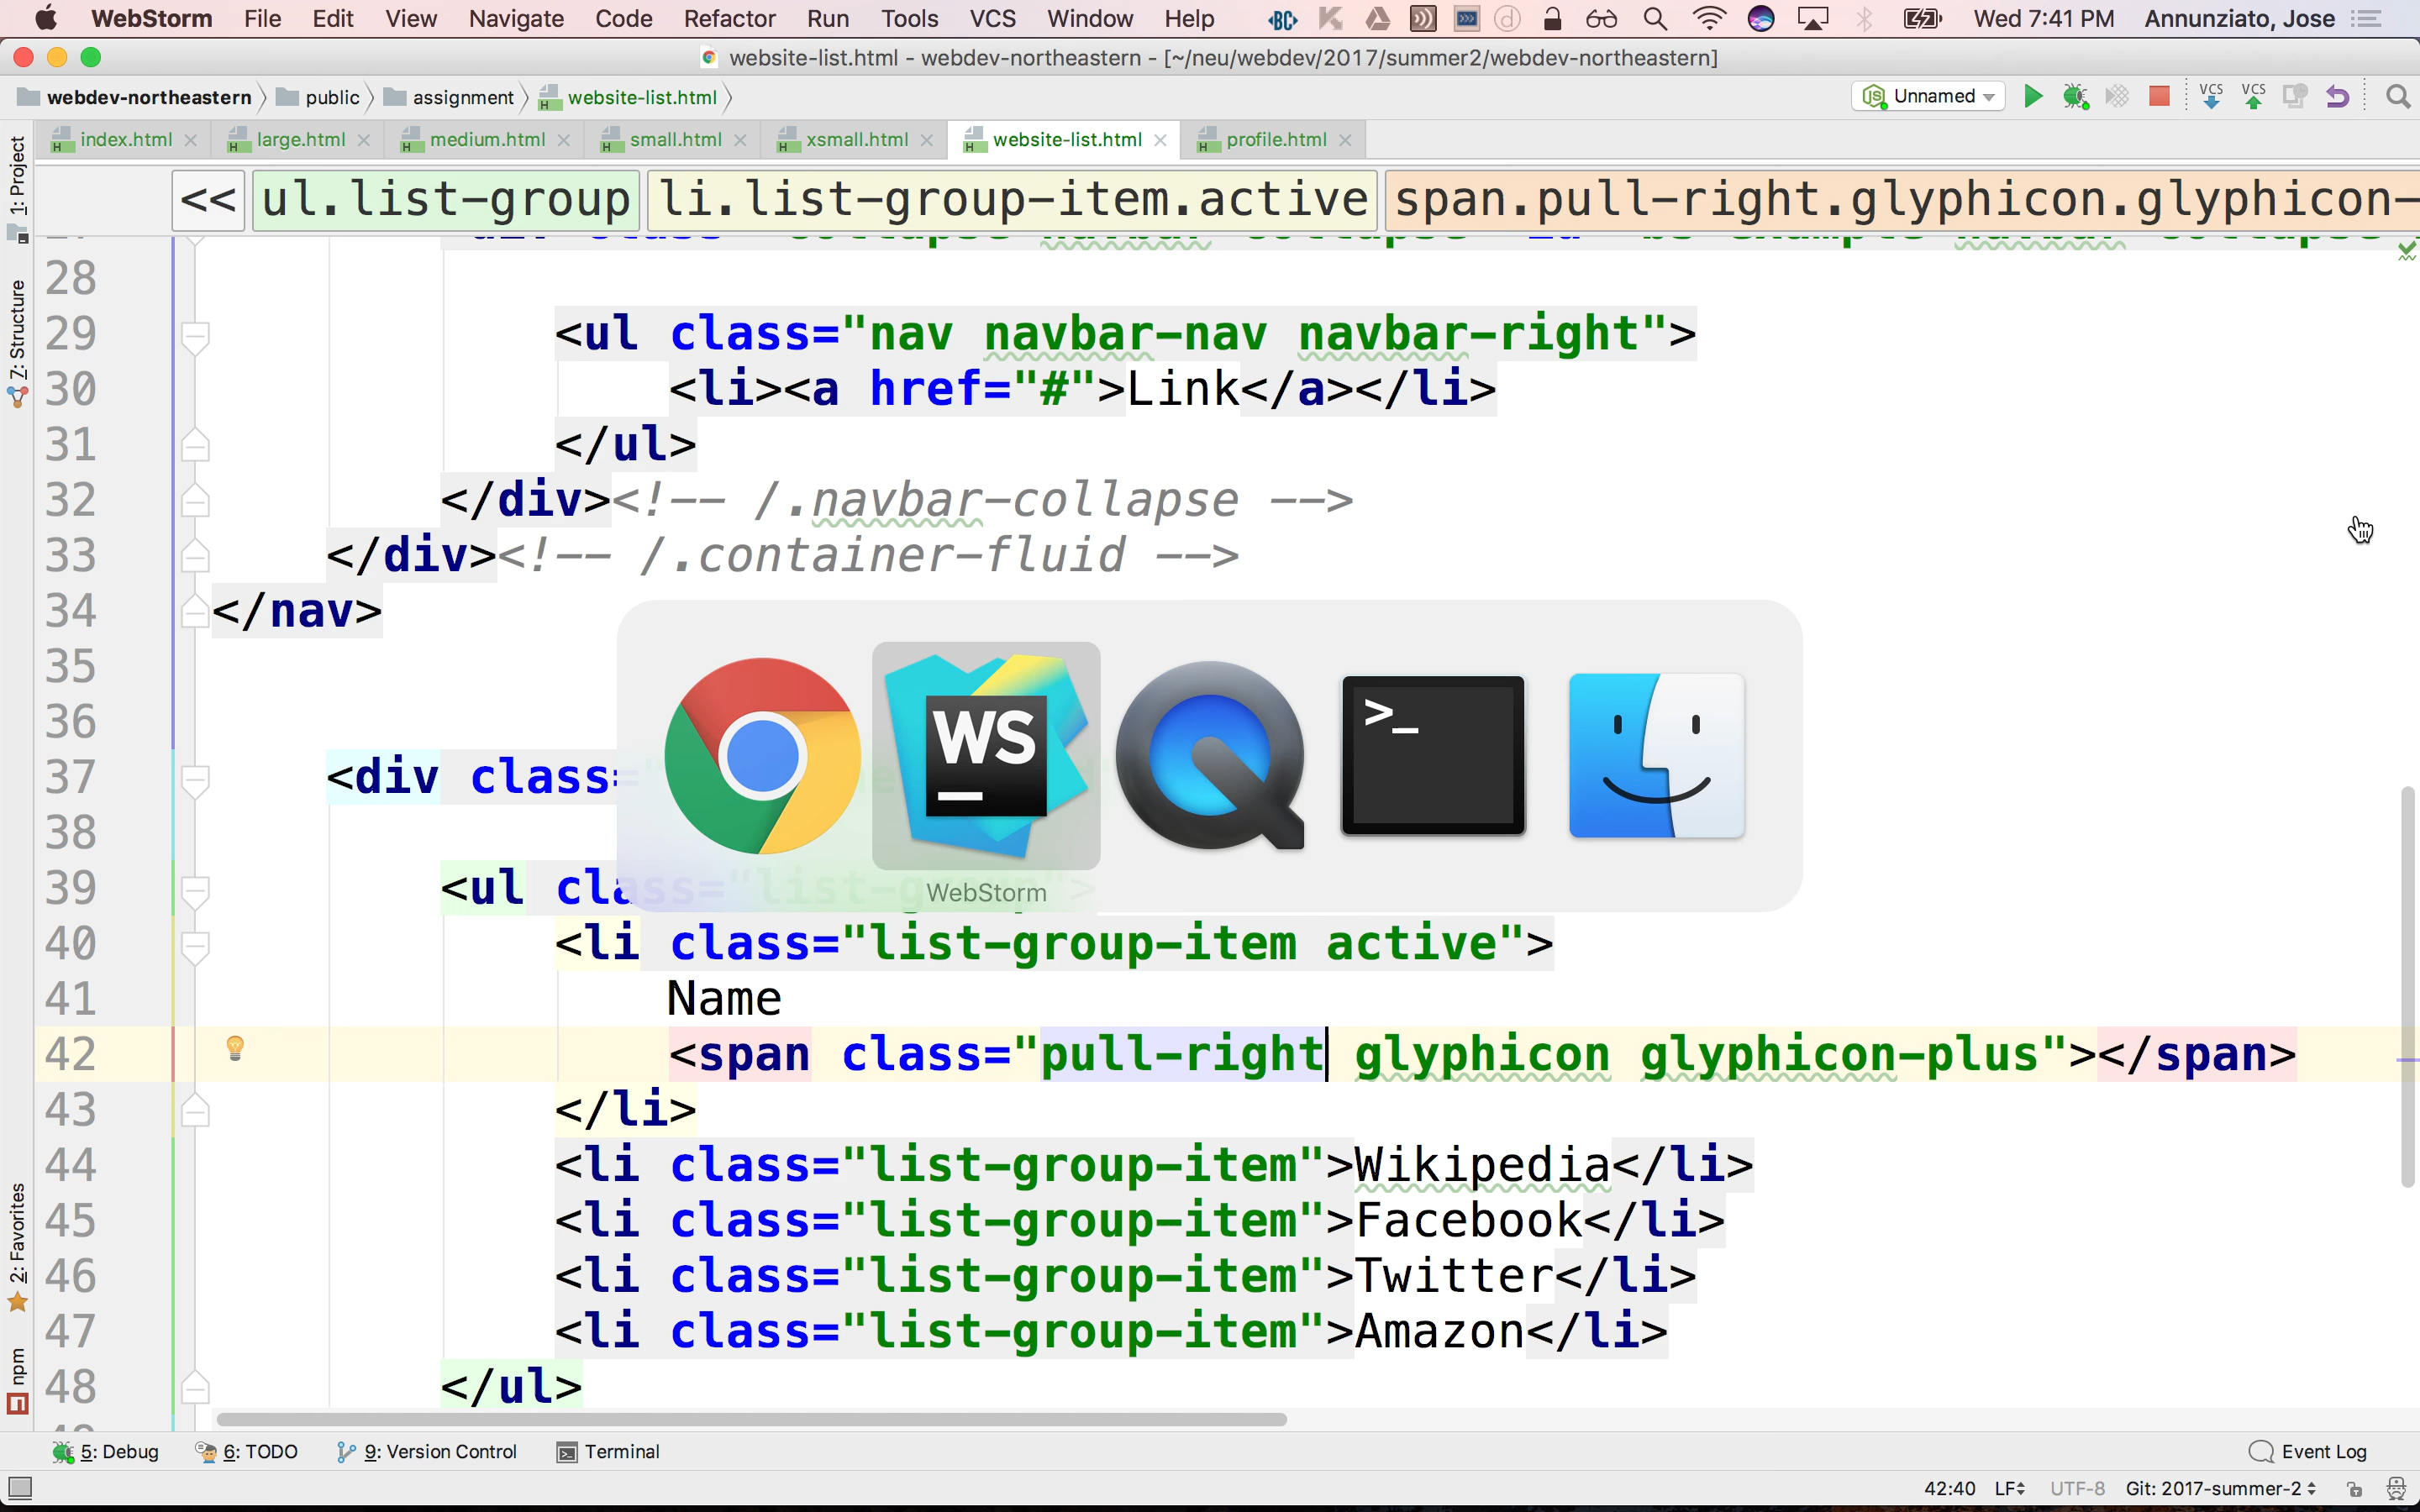 WebStorm File Edit View Navigate Code Refactor Run Tools VCS Window Help Wed 7:41 PM Annunziato, Jose
website-list.html - webdev-northeastern - [~/neu/webdev/2017/summer2/webdev-northeastern]
webdev-northeastern public assignment website-list.html Unnamed VCS VCS
index.html large.html medium.html small.html xsmall.html website-list.html profile.html
<< ul.list-group li.list-group-item.active span.pull-right.glyphicon.glyphicon-
1: Project
7: Structure
2: Favorites
npm
28
29 <ul class="nav navbar-nav navbar-right">
30 <li><a href="#">Link</a></li>
31 </ul>
32 </div><!-- /.navbar-collapse -->
33 </div><!-- /.container-fluid -->
34 </nav>
35
36
37 <div class=
38
39 <ul class="list-group">
WS
>_
WebStorm
40 <li class="list-group-item active">
41 Name
42 <span class="pull-right glyphicon glyphicon-plus"></span>
43 </li>
44 <li class="list-group-item">Wikipedia</li>
45 <li class="list-group-item">Facebook</li>
46 <li class="list-group-item">Twitter</li>
47 <li class="list-group-item">Amazon</li>
48 </ul>
5: Debug 6: TODO 9: Version Control Terminal Event Log
42:40 LF UTF-8 Git: 2017-summer-2